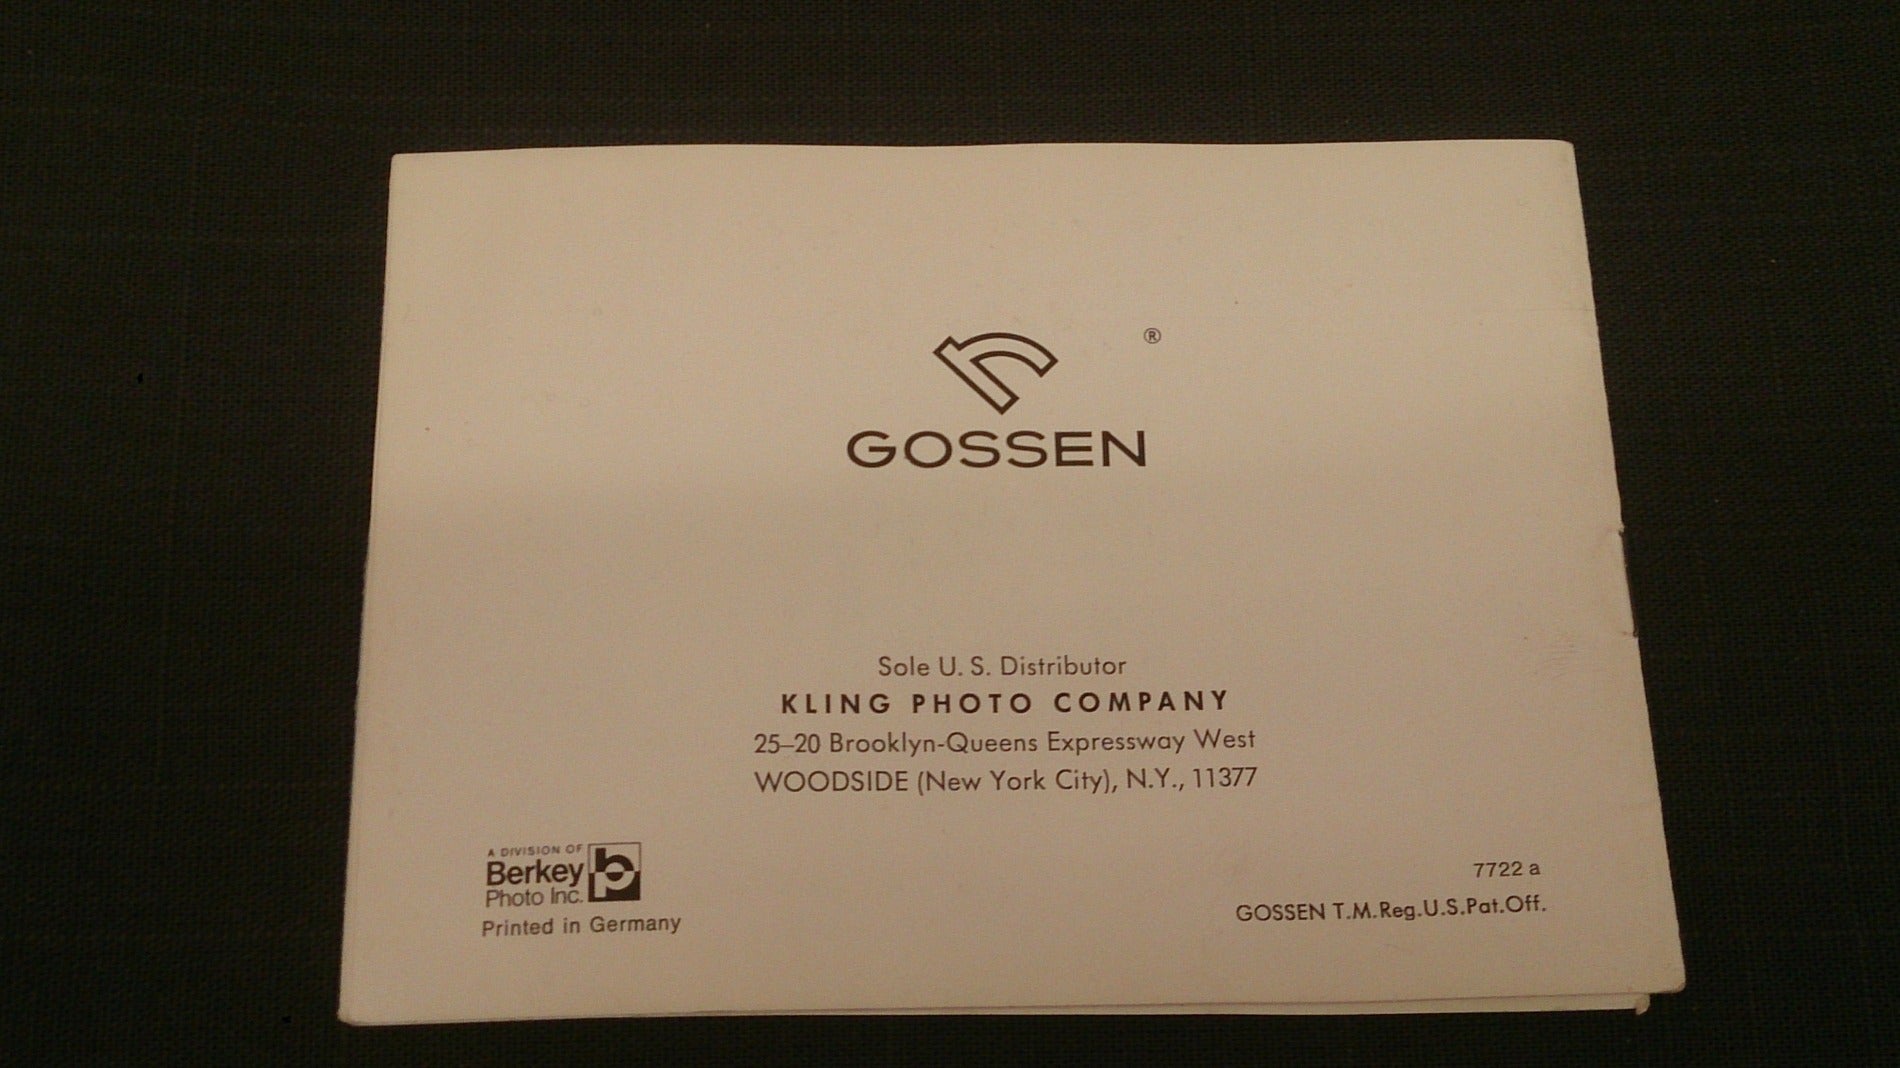 ®
GOSSEN
Sole U. S. Distributor
KLING PHOTO COMPANY
25–20 Brooklyn-Queens Expressway West
WOODSIDE (New York City), N.Y., 11377
A DIVISION OF
Berkey
Photo Inc.
Printed in Germany
7722 a
GOSSEN T.M.Reg.U.S.Pat.Off.